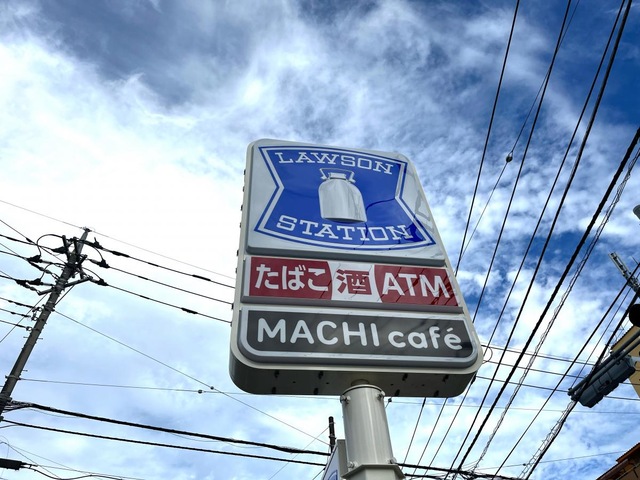 LAWSON
STATION
たばこ 酒 ATM
MACHI café